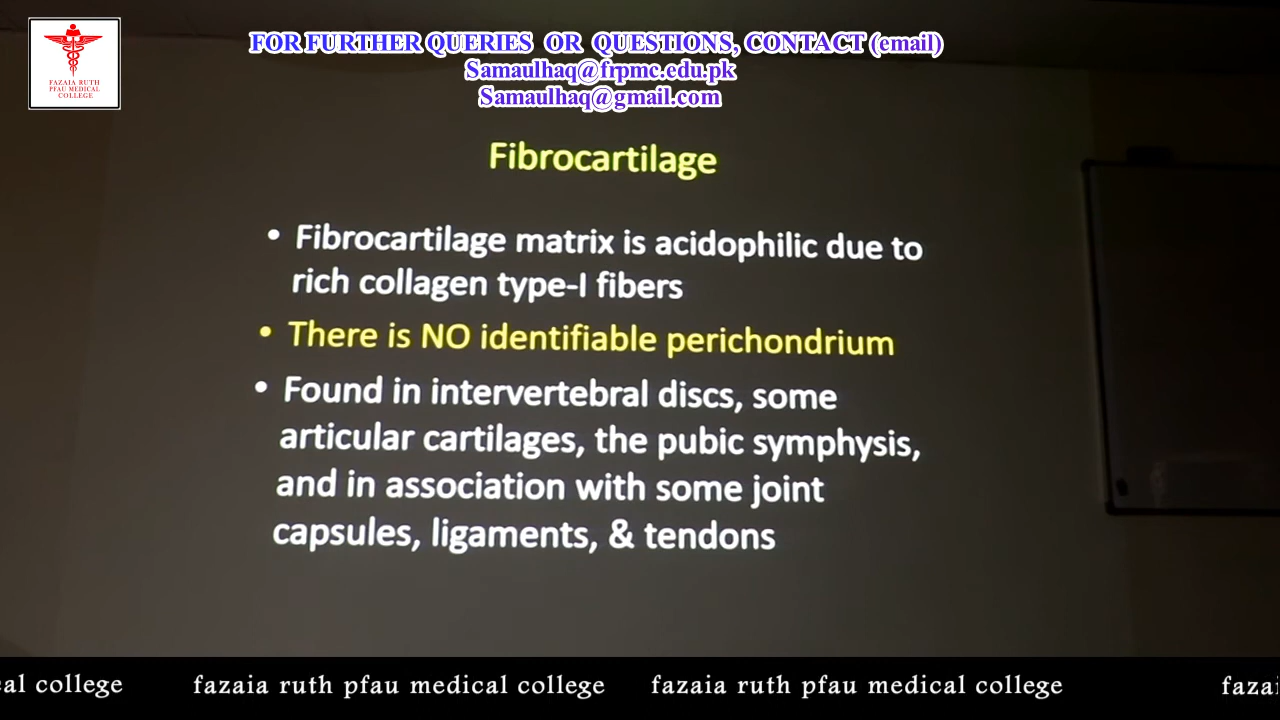 FOR FURTHER QUERIES OR QUESTIONS, CONTACT (email)
Samaulhaq@frpmc.edu.pk
Samaulhaq@gmail.com
FAZAIA RUTH
PFAU MEDICAL
COLLEGE
Fibrocartilage
• Fibrocartilage matrix is acidophilic due to
rich collagen type-I fibers
• There is NO identifiable perichondrium
• Found in intervertebral discs, some
articular cartilages, the pubic symphysis,
and in association with some joint
capsules, ligaments, & tendons
al college fazaia ruth pfau medical college fazaia ruth pfau medical college faza